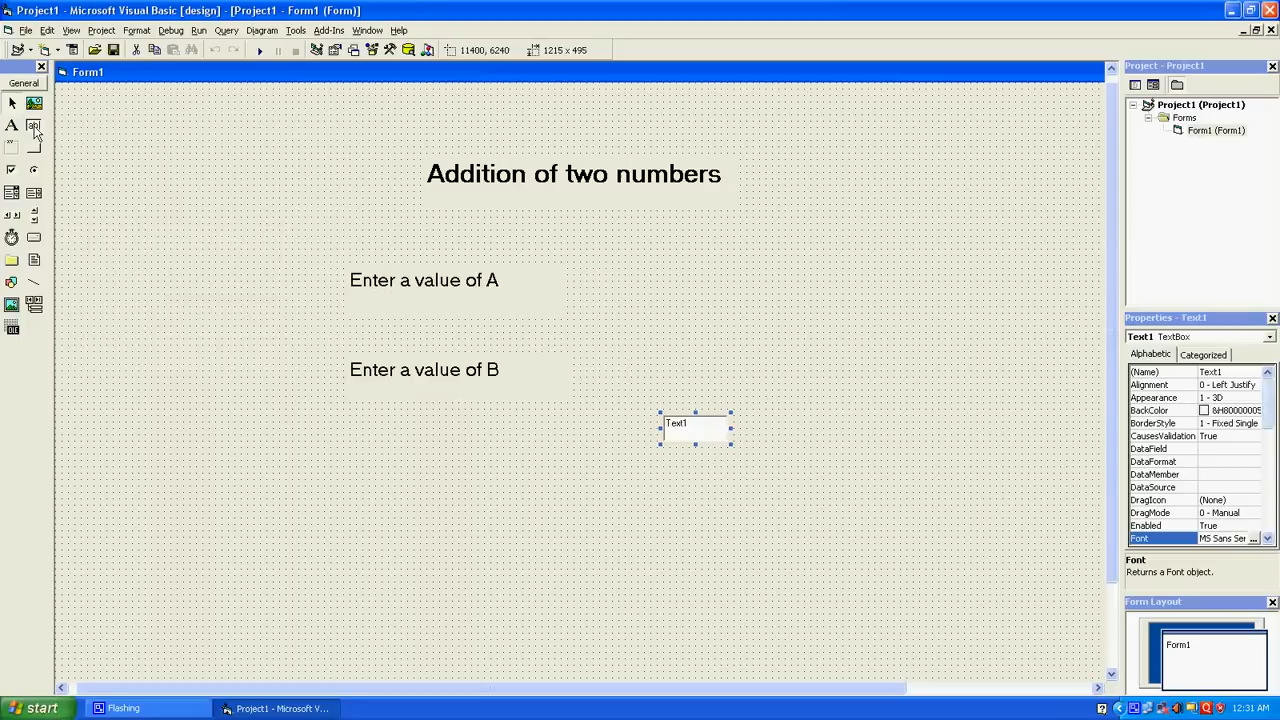 Project1 - Microsoft Visual Basic [design] - [Project1 - Form1 (Form)]
File Edit View Project Format Debug Run Query Diagram Tools Add-Ins Window Help
11400, 6240 1215 x 495
General
Form1
Project - Project1
Project1 (Project1)
Forms
Form1 (Form1)
Addition of two numbers
Enter a value of A
Enter a value of B
Text1
Properties - Text1
Text1 TextBox
Alphabetic Categorized
(Name) Text1
Alignment 0 - Left Justify
Appearance 1 - 3D
BackColor &H80000005
BorderStyle 1 - Fixed Single
CausesValidation True
DataField
DataFormat
DataMember
DataSource
DragIcon (None)
DragMode 0 - Manual
Enabled True
Font MS Sans Ser ...
Font
Returns a Font object.
Form Layout
Form1
start Flashing Project1 - Microsoft V... 12:31 AM